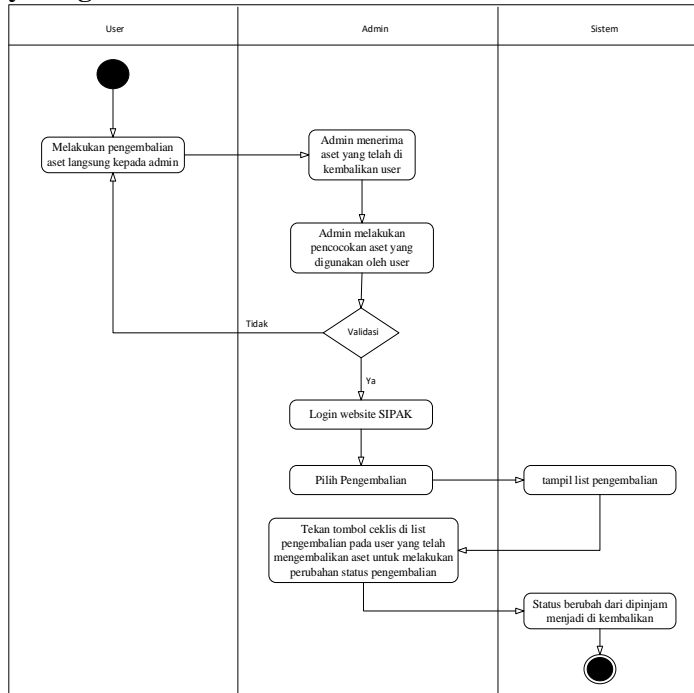 User
Admin
Sistem
Melakukan pengembalian
aset langsung kepada admin
Admin menerima
aset yang telah di
kembalikan user
Admin melakukan
pencocokan aset yang
digunakan oleh user
Tidak
Validasi
Ya
Login website SIPAK
Pilih Pengembalian
tampil list pengembalian
Tekan tombol ceklis di list
pengembalian pada user yang telah
mengembalikan aset untuk melakukan
perubahan status pengembalian
Status berubah dari dipinjam
menjadi di kembalikan